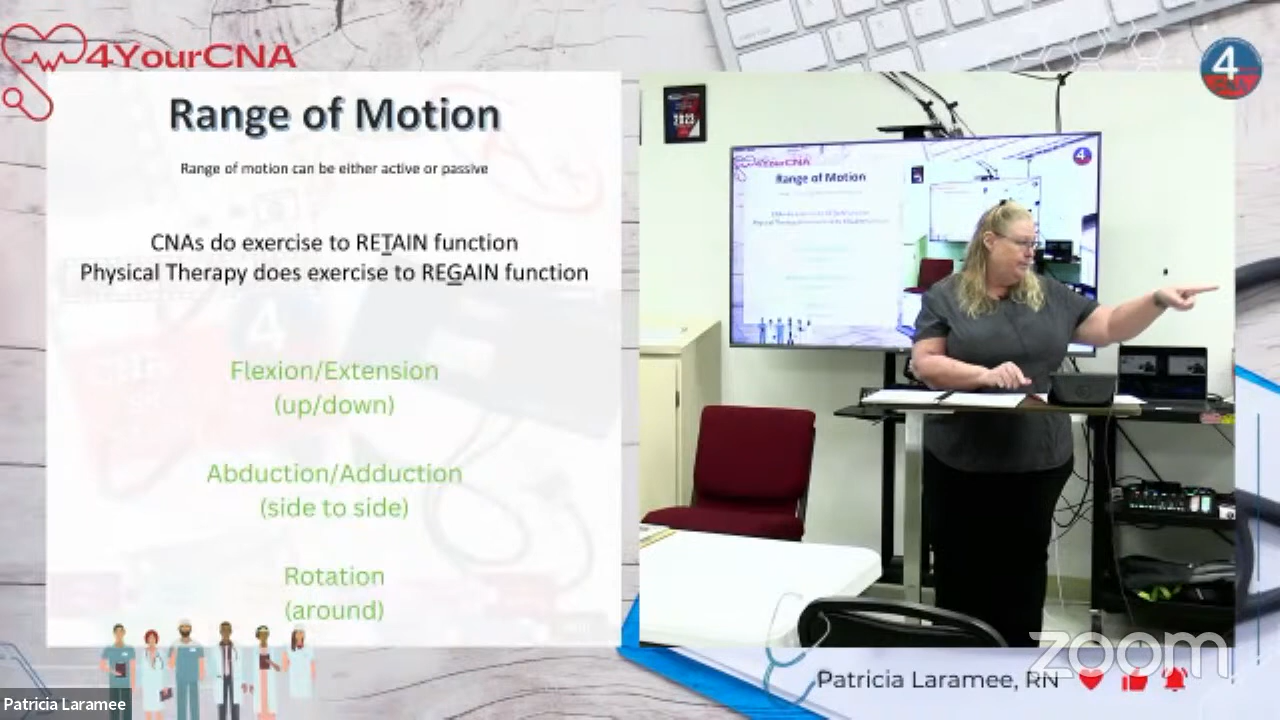 4YourCNA
4
Range of Motion
Range of motion can be either active or passive
CNAs do exercise to RETAIN function
Physical Therapy does exercise to REGAIN function
Flexion/Extension
(up/down)
Abduction/Adduction
(side to side)
Rotation
(around)
2023
4YourCNA
4
Range of Motion
zoom
Patricia Laramee, RN
Patricia Laramee